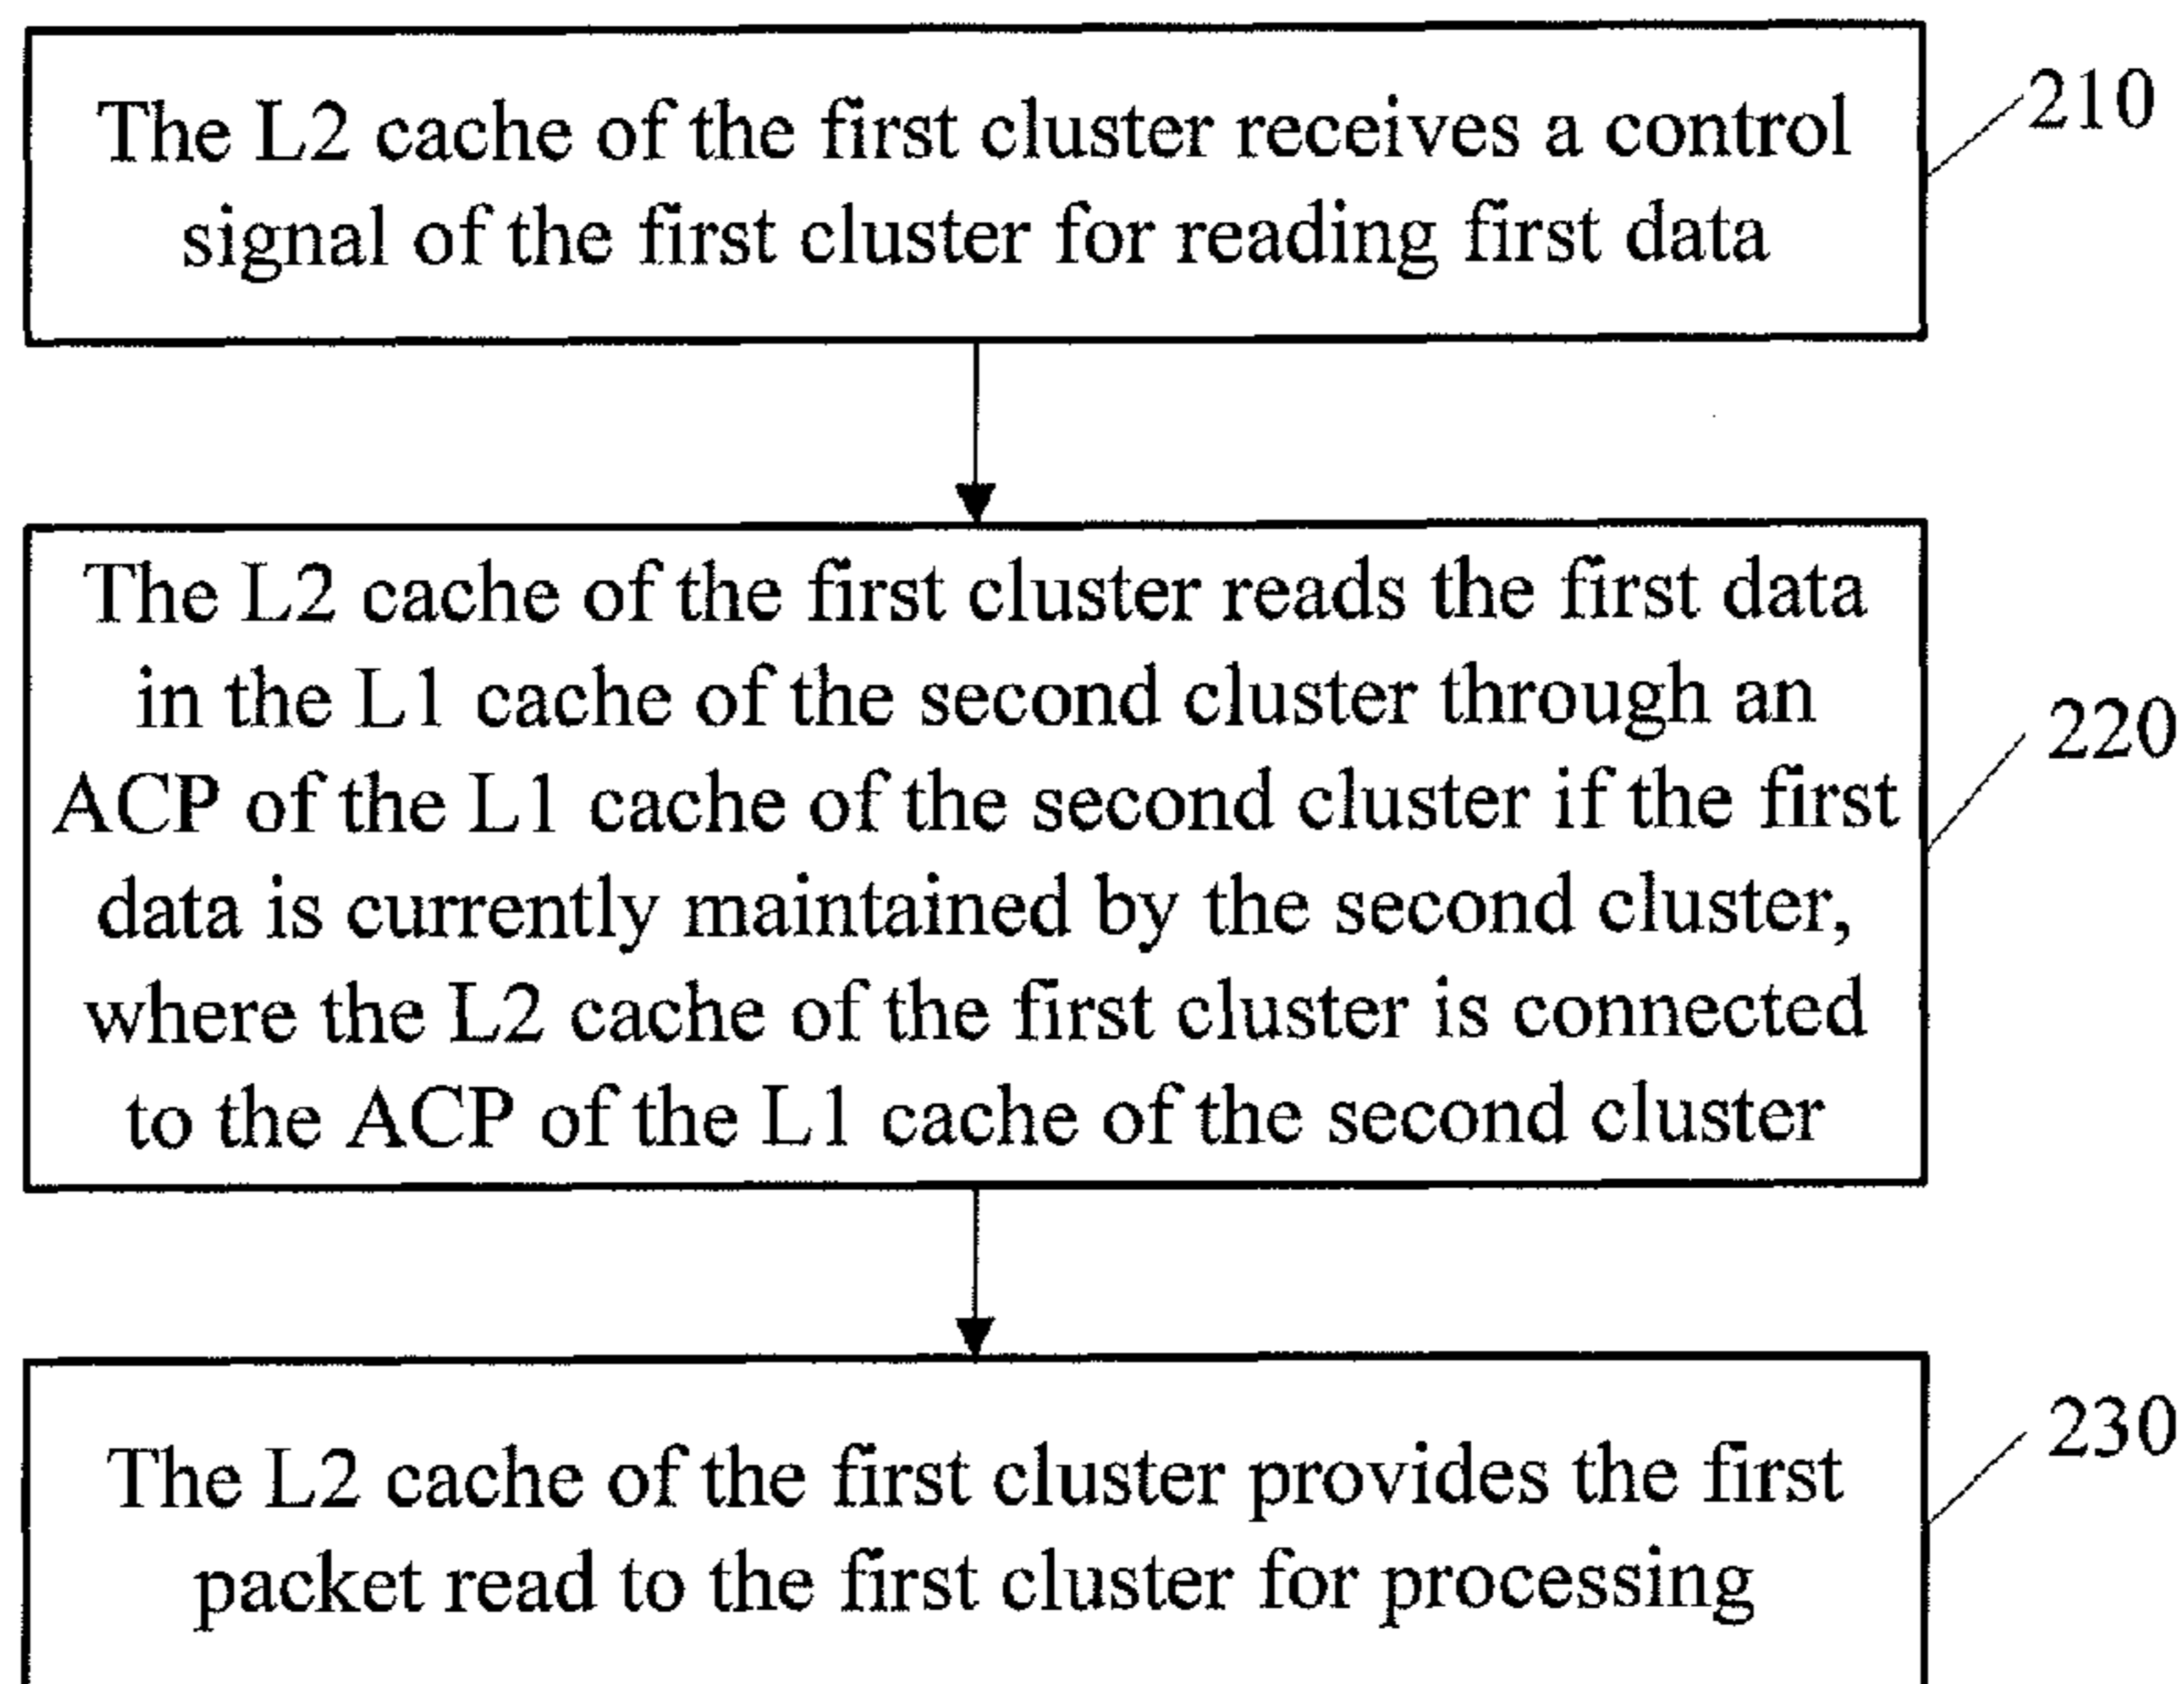 The L2 cache of the first cluster receives a control
signal of the first cluster for reading first data
210
The L2 cache of the first cluster reads the first data
in the L1 cache of the second cluster through an
ACP of the L1 cache of the second cluster if the first
data is currently maintained by the second cluster,
where the L2 cache of the first cluster is connected
to the ACP of the L1 cache of the second cluster
220
The L2 cache of the first cluster provides the first
packet read to the first cluster for processing
230